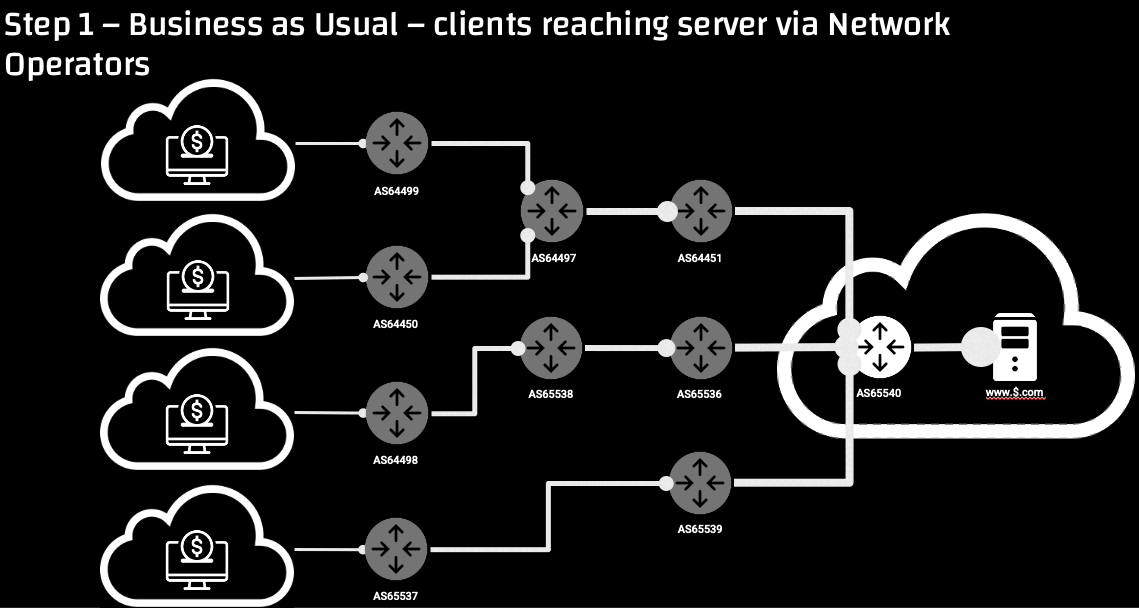 Step 1 – Business as Usual – clients reaching server via Network
Operators
$
AS64499
AS64497
AS64451
$
AS64450
$
AS65538
AS65536
AS65540
www.$.com
AS64498
AS65539
$
AS65537